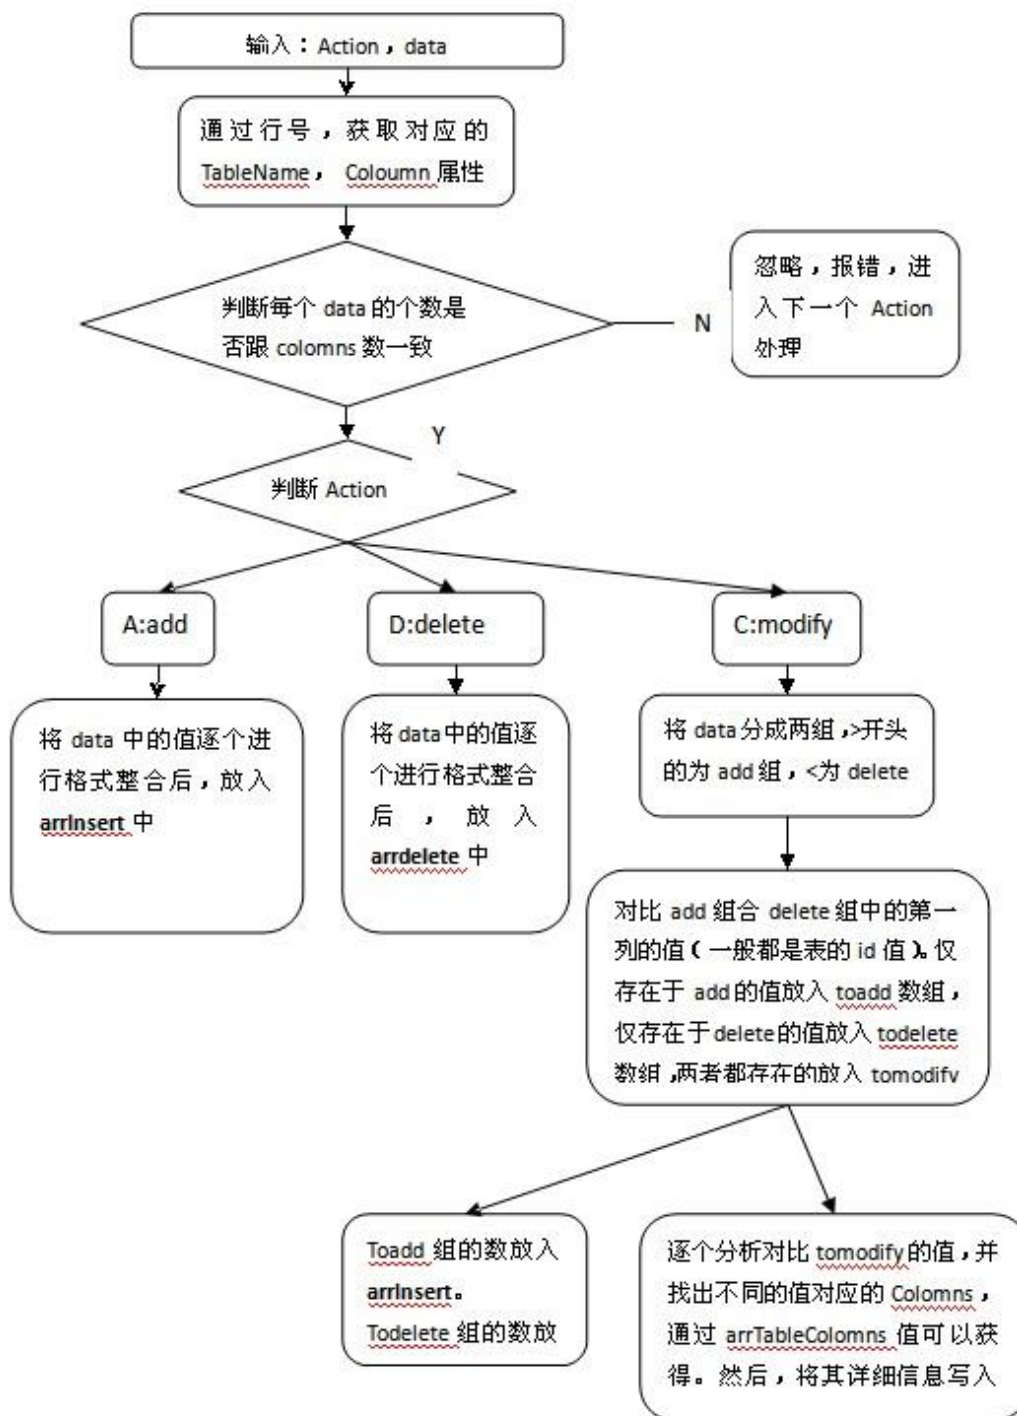 输入：Action，data
通过行号，获取对应的
TableName， Coloumn 属性
判断每个 data 的个数是
否跟 colomns 数一致
N
忽略，报错，进
入下一个 Action
处理
Y
判断 Action
A:add
D:delete
C:modify
将 data 中的值逐个进
行格式整合后，放入
arrInsert 中
将 data 中的值逐
个进行格式整合
后，放入
arrdelete 中
将 data 分成两组，>开头
的为 add 组，<为 delete
对比 add 组合 delete 组中的第一
列的值（一般都是表的 id 值）。仅
存在于 add 的值放入 toadd 数组，
仅存在于 delete 的值放入 todelete
数组，两者都存在的放入 tomodify
Toadd 组的数放入
arrInsert。
Todelete 组的数放
逐个分析对比 tomodify 的值，并
找出不同的值对应的 Colomns，
通过 arrTableColomns 值可以获
得。然后，将其详细信息写入